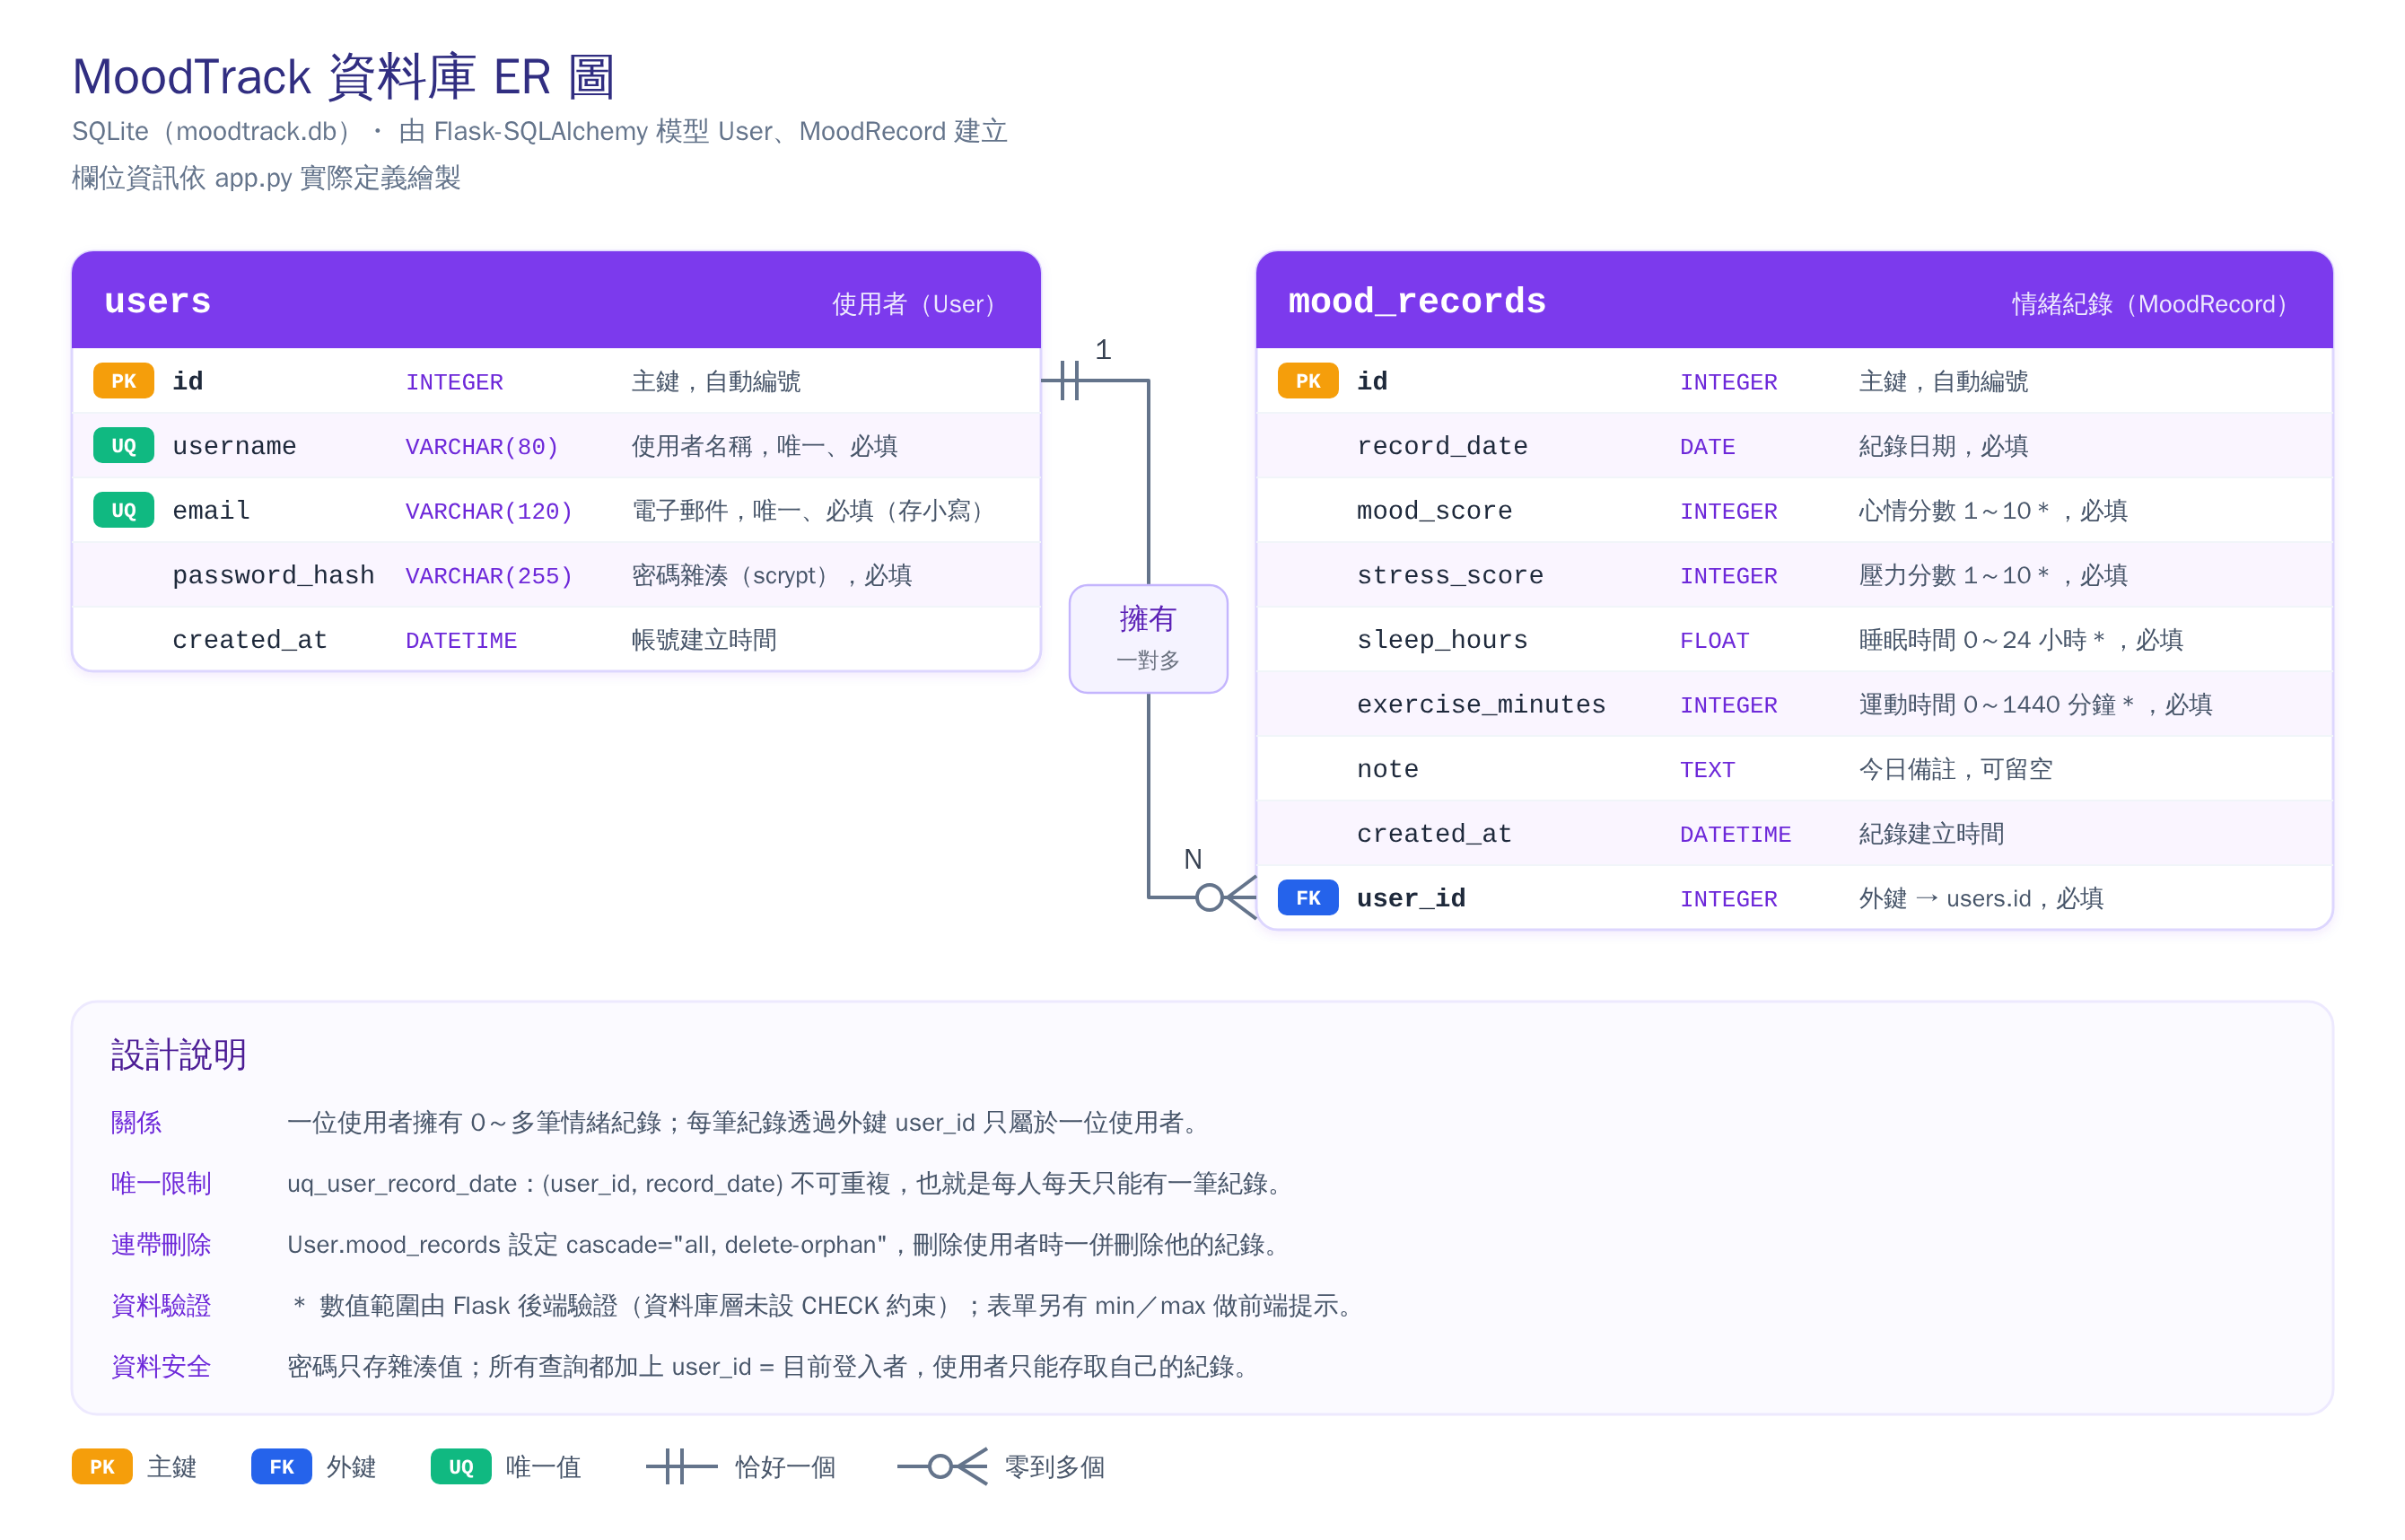 MoodTrack 資料庫 ER 圖
SQLite（moodtrack.db）· 由 Flask-SQLAlchemy 模型 User、MoodRecord 建立
欄位資訊依 app.py 實際定義繪製
users 使用者（User）
PK id INTEGER 主鍵，自動編號
UQ username VARCHAR(80) 使用者名稱，唯一、必填
UQ email VARCHAR(120) 電子郵件，唯一、必填（存小寫）
password_hash VARCHAR(255) 密碼雜湊（scrypt），必填
created_at DATETIME 帳號建立時間
1
擁有
一對多
N
mood_records 情緒紀錄（MoodRecord）
PK id INTEGER 主鍵，自動編號
record_date DATE 紀錄日期，必填
mood_score INTEGER 心情分數 1～10＊，必填
stress_score INTEGER 壓力分數 1～10＊，必填
sleep_hours FLOAT 睡眠時間 0～24 小時＊，必填
exercise_minutes INTEGER 運動時間 0～1440 分鐘＊，必填
note TEXT 今日備註，可留空
created_at DATETIME 紀錄建立時間
FK user_id INTEGER 外鍵 → users.id，必填
設計說明
關係 一位使用者擁有 0～多筆情緒紀錄；每筆紀錄透過外鍵 user_id 只屬於一位使用者。
唯一限制 uq_user_record_date：(user_id, record_date) 不可重複，也就是每人每天只能有一筆紀錄。
連帶刪除 User.mood_records 設定 cascade="all, delete-orphan"，刪除使用者時一併刪除他的紀錄。
資料驗證 ＊ 數值範圍由 Flask 後端驗證（資料庫層未設 CHECK 約束）；表單另有 min／max 做前端提示。
資料安全 密碼只存雜湊值；所有查詢都加上 user_id = 目前登入者，使用者只能存取自己的紀錄。
PK 主鍵 FK 外鍵 UQ 唯一值 恰好一個 零到多個